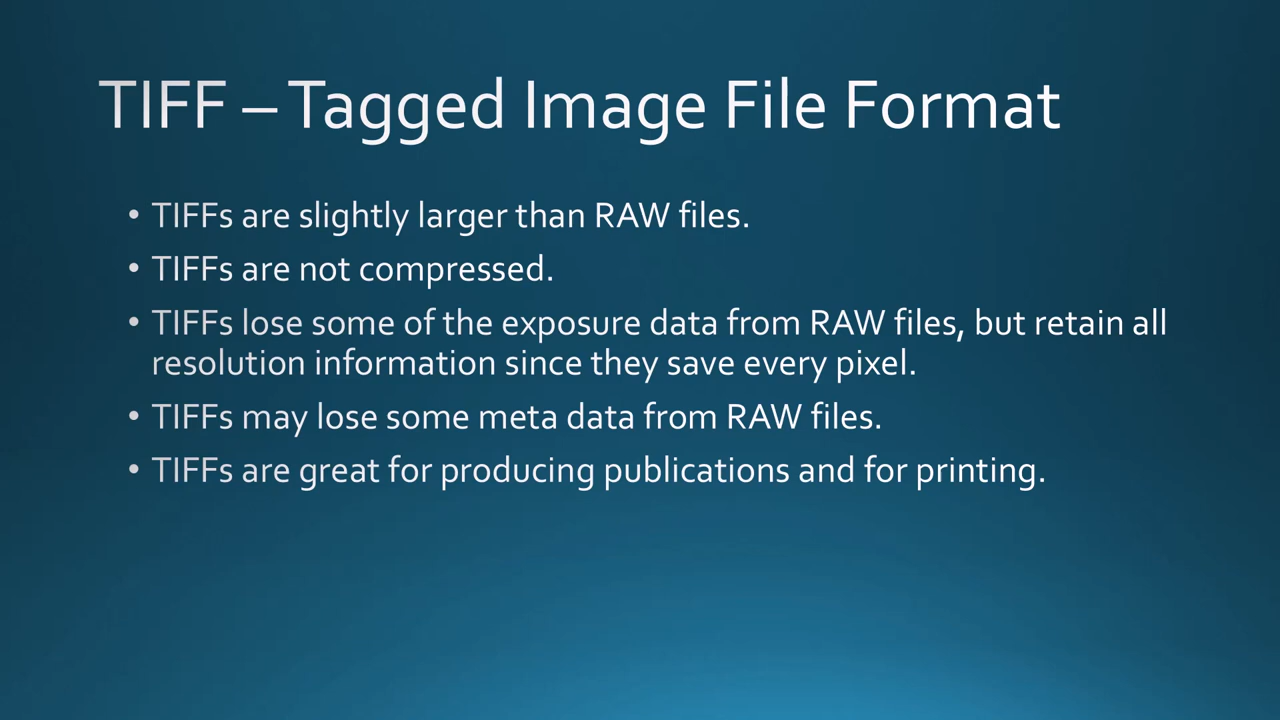 TIFF – Tagged Image File Format
• TIFFs are slightly larger than RAW files.
• TIFFs are not compressed.
• TIFFs lose some of the exposure data from RAW files, but retain all
resolution information since they save every pixel.
• TIFFs may lose some meta data from RAW files.
• TIFFs are great for producing publications and for printing.